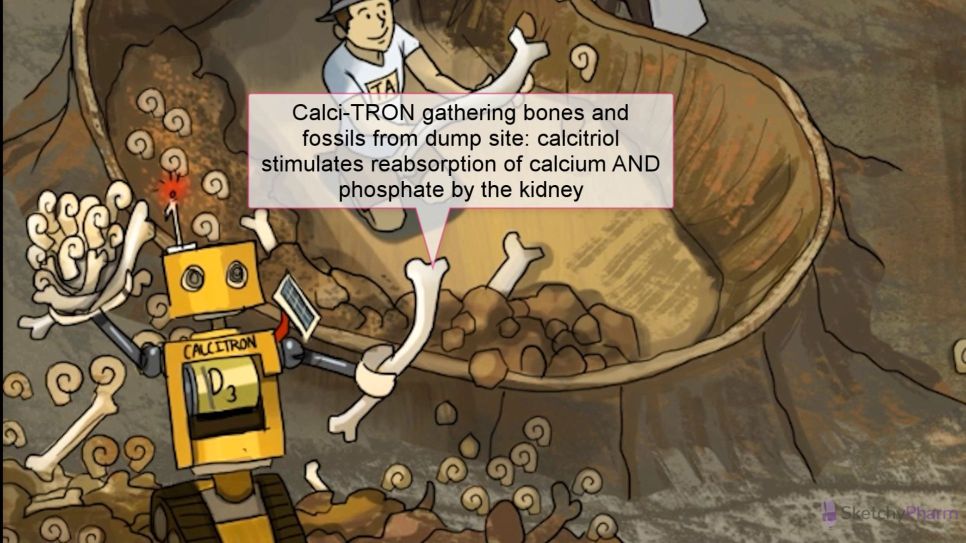 TA
Calci-TRON gathering bones and
fossils from dump site: calcitriol
stimulates reabsorption of calcium AND
phosphate by the kidney
CALCITRON
D3
SketchyPharm